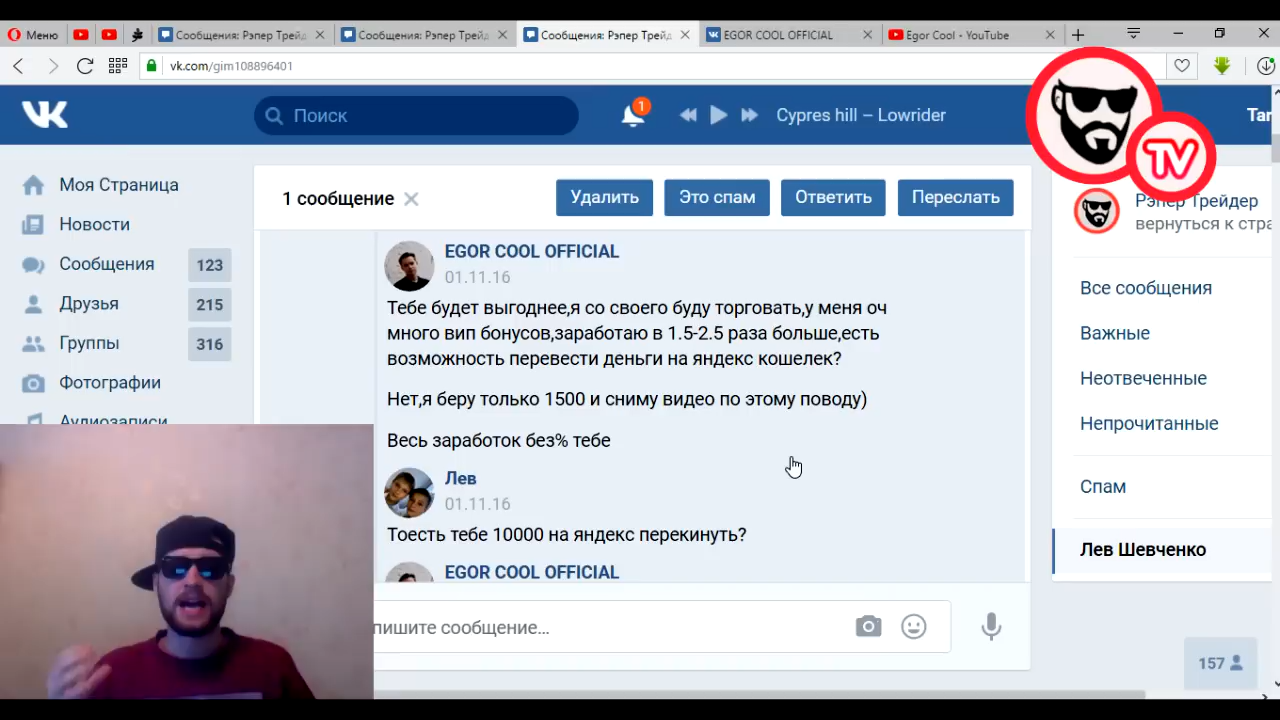 Меню
Сообщения: Рэпер Трейд
Сообщения: Рэпер Трейд
Сообщения: Рэпер Трейд
EGOR COOL OFFICIAL
Egor Cool - YouTube
vk.com/gim108896401
Поиск
1
Cypres hill – Lowrider
TV
Моя Страница
Новости
Сообщения 123
Друзья 215
Группы 316
Фотографии
Аудиозаписи
1 сообщение
Удалить
Это спам
Ответить
Переслать
EGOR COOL OFFICIAL
01.11.16
Тебе будет выгоднее,я со своего буду торговать,у меня оч
много вип бонусов,заработаю в 1.5-2.5 раза больше,есть
возможность перевести деньги на яндекс кошелек?
Нет,я беру только 1500 и сниму видео по этому поводу)
Весь заработок без% тебе
Лев
01.11.16
Тоесть тебе 10000 на яндекс перекинуть?
EGOR COOL OFFICIAL
пишите сообщение...
Рэпер Трейдер
вернуться к стра
Все сообщения
Важные
Неотвеченные
Непрочитанные
Спам
Лев Шевченко
157